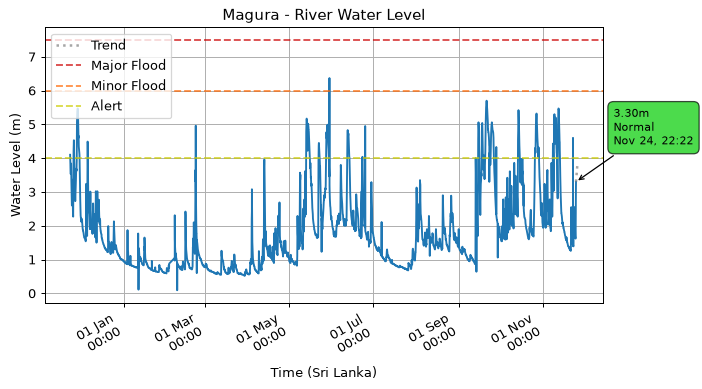 Magura - River Water Level
Trend
Major Flood
Minor Flood
Alert
Water Level (m)
7
6
5
4
3
2
1
0
3.30m
Normal
Nov 24, 22:22
01 Jan
00:00
01 Mar
00:00
01 May
00:00
01 Jul
00:00
01 Sep
00:00
01 Nov
00:00
Time (Sri Lanka)